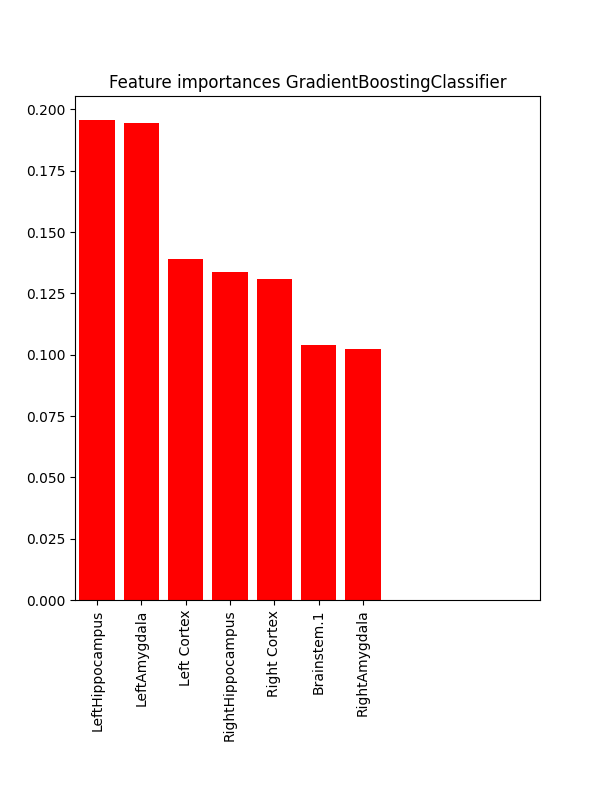 Feature importances GradientBoostingClassifier
0.200
0.175
0.150
0.125
0.100
0.075
0.050
0.025
0.000
LeftHippocampus
LeftAmygdala
Left Cortex
RightHippocampus
Right Cortex
Brainstem.1
RightAmygdala